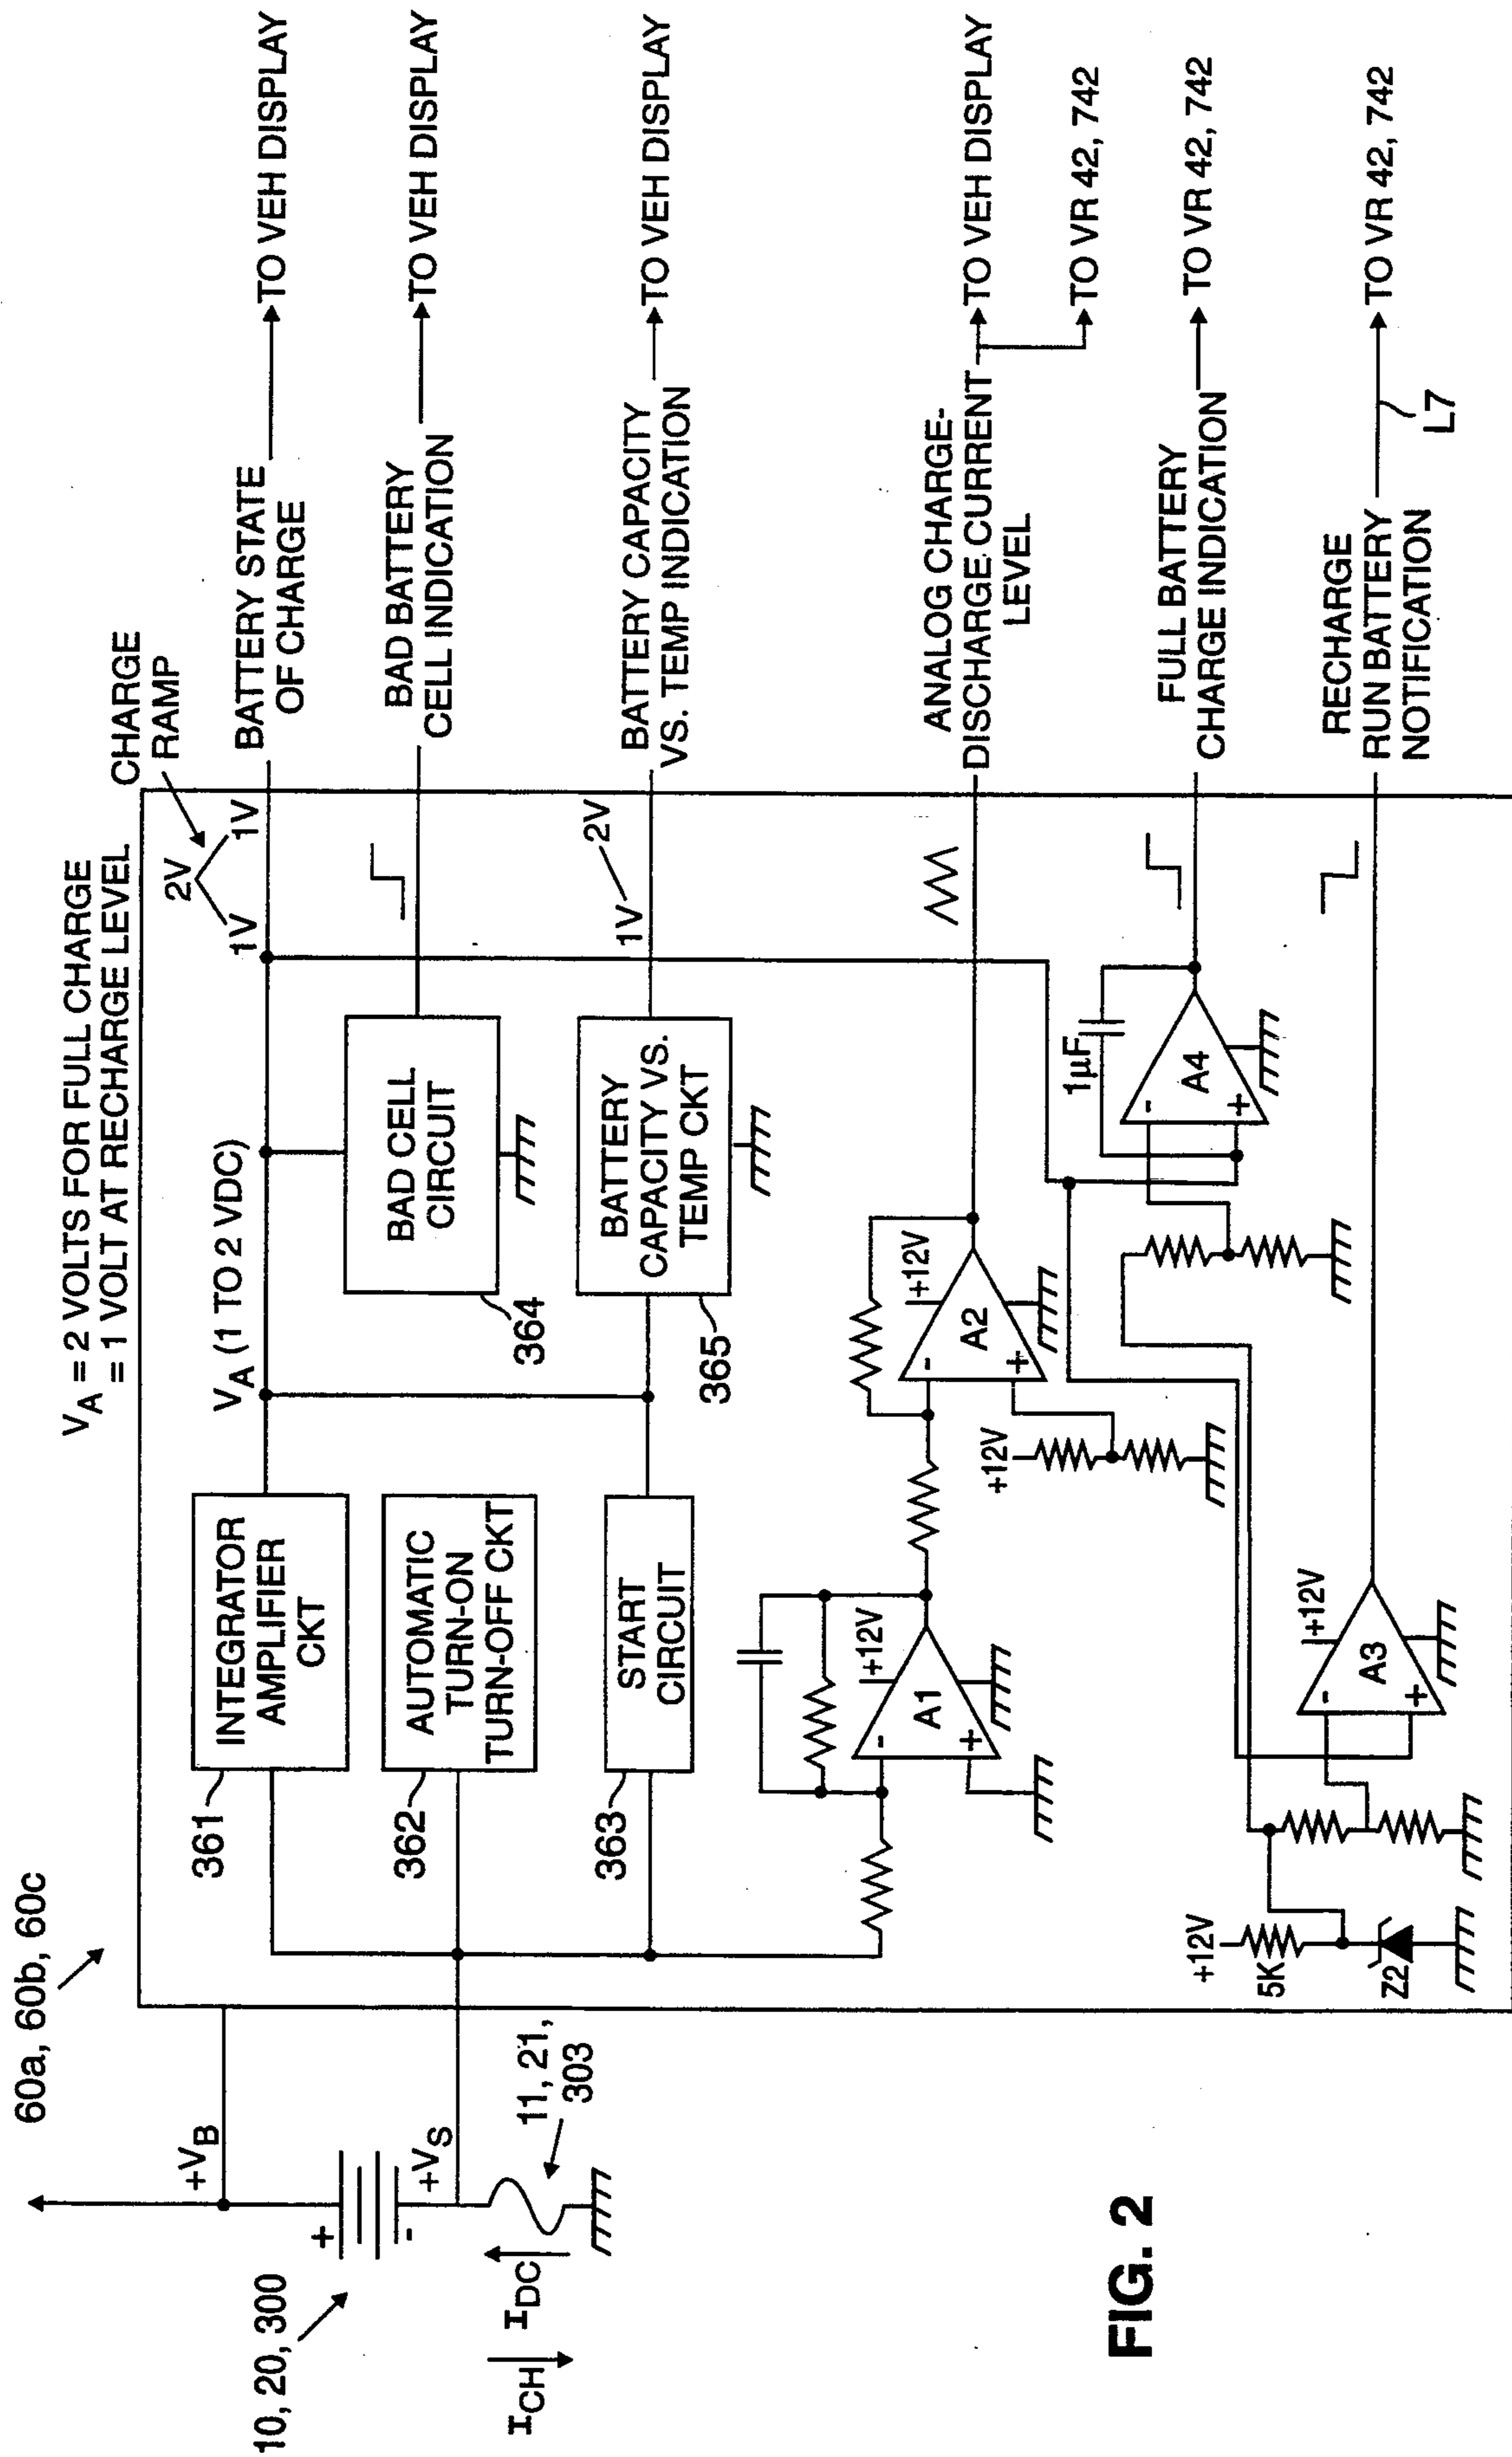 60a, 60b, 60c
V_A = 2 VOLTS FOR FULL CHARGE
= 1 VOLT AT RECHARGE LEVEL
CHARGE
RAMP
2V
1V
1V
V_A (1 TO 2 VDC)
BATTERY STATE
OF CHARGE
TO VEH DISPLAY
BAD BATTERY
CELL INDICATION
TO VEH DISPLAY
BATTERY CAPACITY
VS. TEMP INDICATION
TO VEH DISPLAY
ANALOG CHARGE-
DISCHARGE CURRENT
LEVEL
TO VEH DISPLAY
TO VR 42, 742
FULL BATTERY
CHARGE INDICATION
TO VR 42, 742
RECHARGE
RUN BATTERY
NOTIFICATION
TO VR 42, 742
L7
+V_B
+V_S
+
-
10, 20, 300
11, 21,
303
I_CH
I_DC
361
INTEGRATOR
AMPLIFIER
CKT
362
AUTOMATIC
TURN-ON
TURN-OFF CKT
363
START
CIRCUIT
BAD CELL
CIRCUIT
364
BATTERY
CAPACITY VS.
TEMP CKT
365
1V
2V
+12V
-
A1
+
+12V
-
A2
+
+12V
1µF
-
A4
+
+12V
-
A3
+
+12V
5K
Z2
FIG. 2